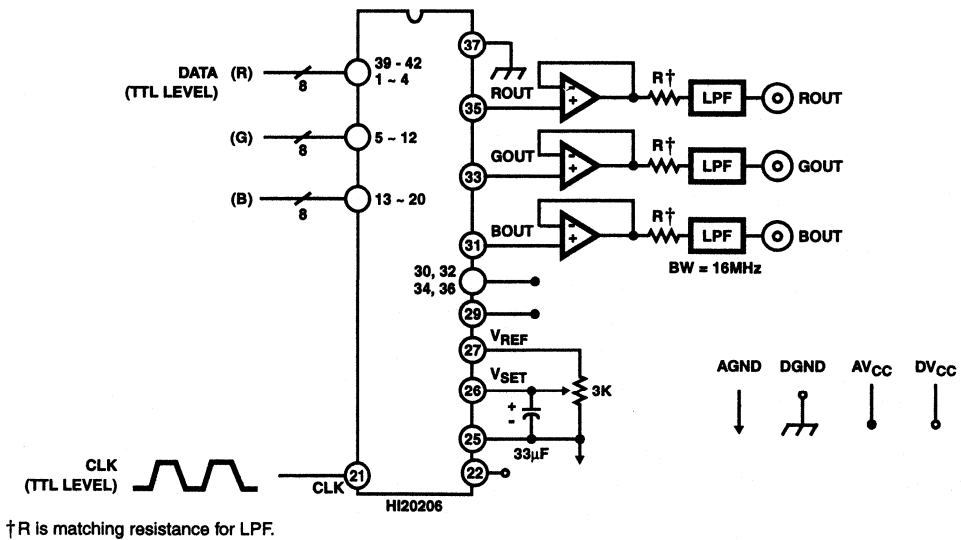 37
DATA (R)
(TTL LEVEL)
8
39 - 42
1 ~ 4
ROUT
35
-
+
R†
LPF
ROUT
(G)
8
5 ~ 12
GOUT
33
-
+
R†
LPF
GOUT
(B)
8
13 ~ 20
BOUT
31
-
+
R†
LPF
BOUT
BW = 16MHz
30, 32
34, 36
29
VREF
27
VSET
26
3K
+
-
33μF
25
22
AGND DGND AVCC DVCC
CLK
(TTL LEVEL)
CLK
21
HI20206
†R is matching resistance for LPF.